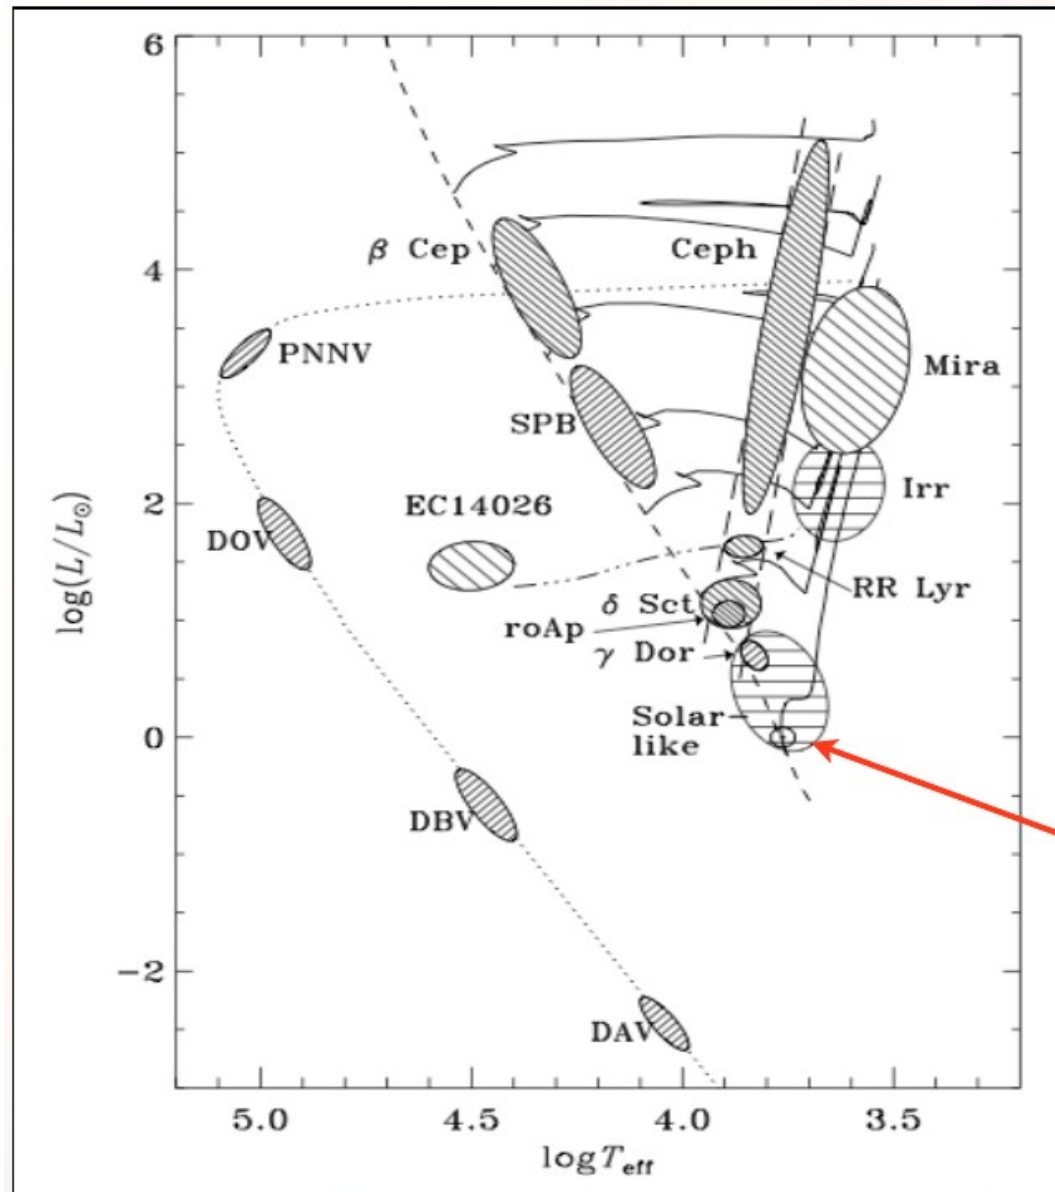 6
4
2
0
−2
log(L/L⊙)
β Cep
Ceph
PNNV
Mira
SPB
Irr
EC14026
DOV
RR Lyr
δ Sct
roAp
γ Dor
Solar
like
DBV
DAV
5.0
4.5
4.0
3.5
log Teff